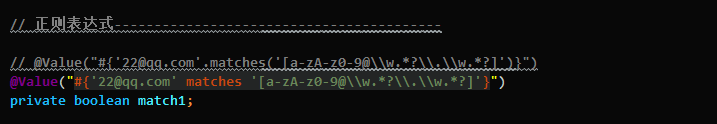 // 正则表达式-----------------------------------------
// @Value("#{'22@qq.com'.matches('[a-zA-z0-9@\\w.*?\\.\\w.*?]')}")
@Value("#{'22@qq.com' matches '[a-zA-z0-9@\\w.*?\\.\\w.*?]'}")
private boolean match1;